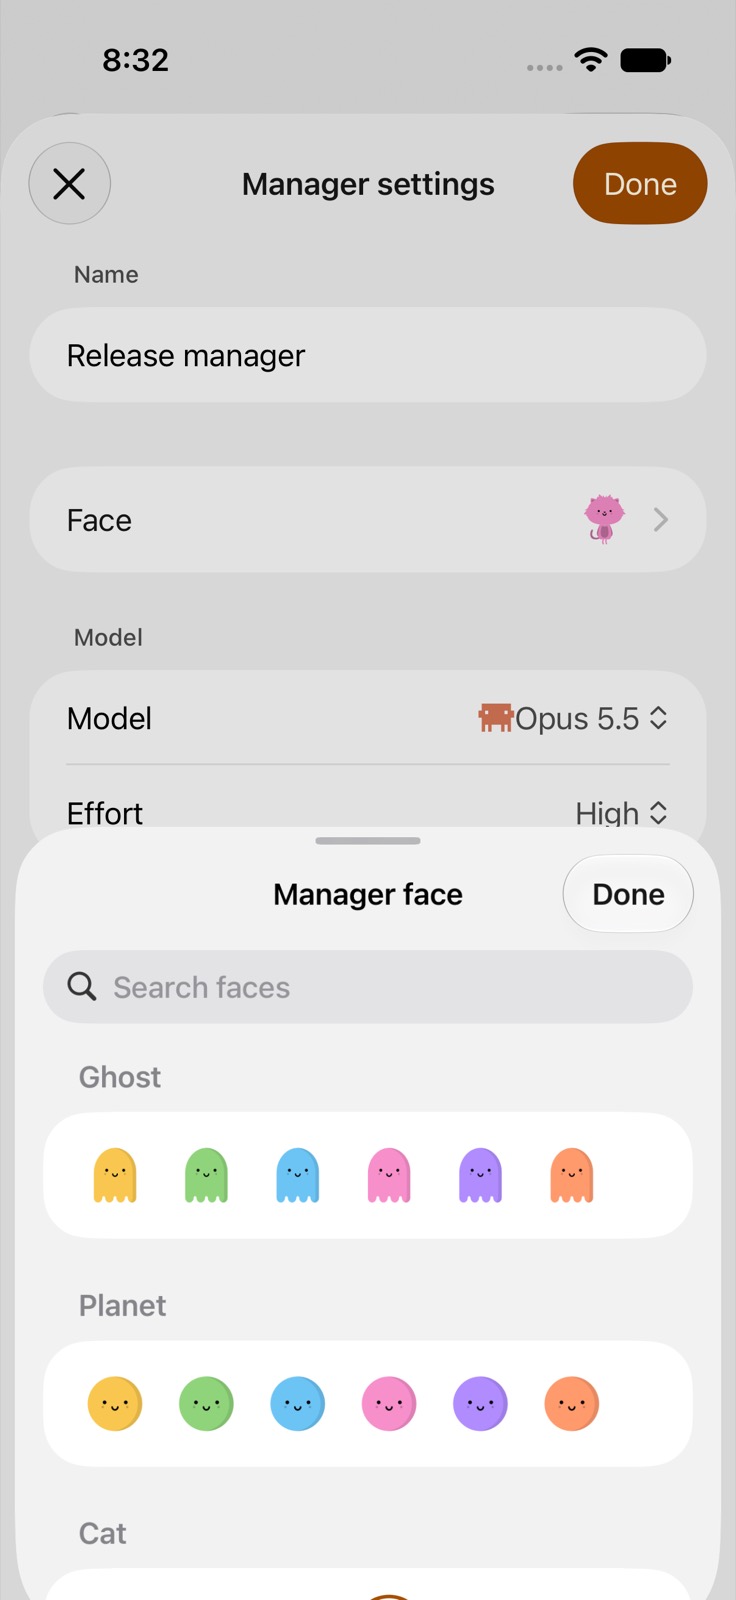 8:32
Manager settings
Done
Name
Release manager
Face
Model
Model
Opus 5.5
Effort
High
Manager face
Done
Search faces
Ghost
Planet
Cat